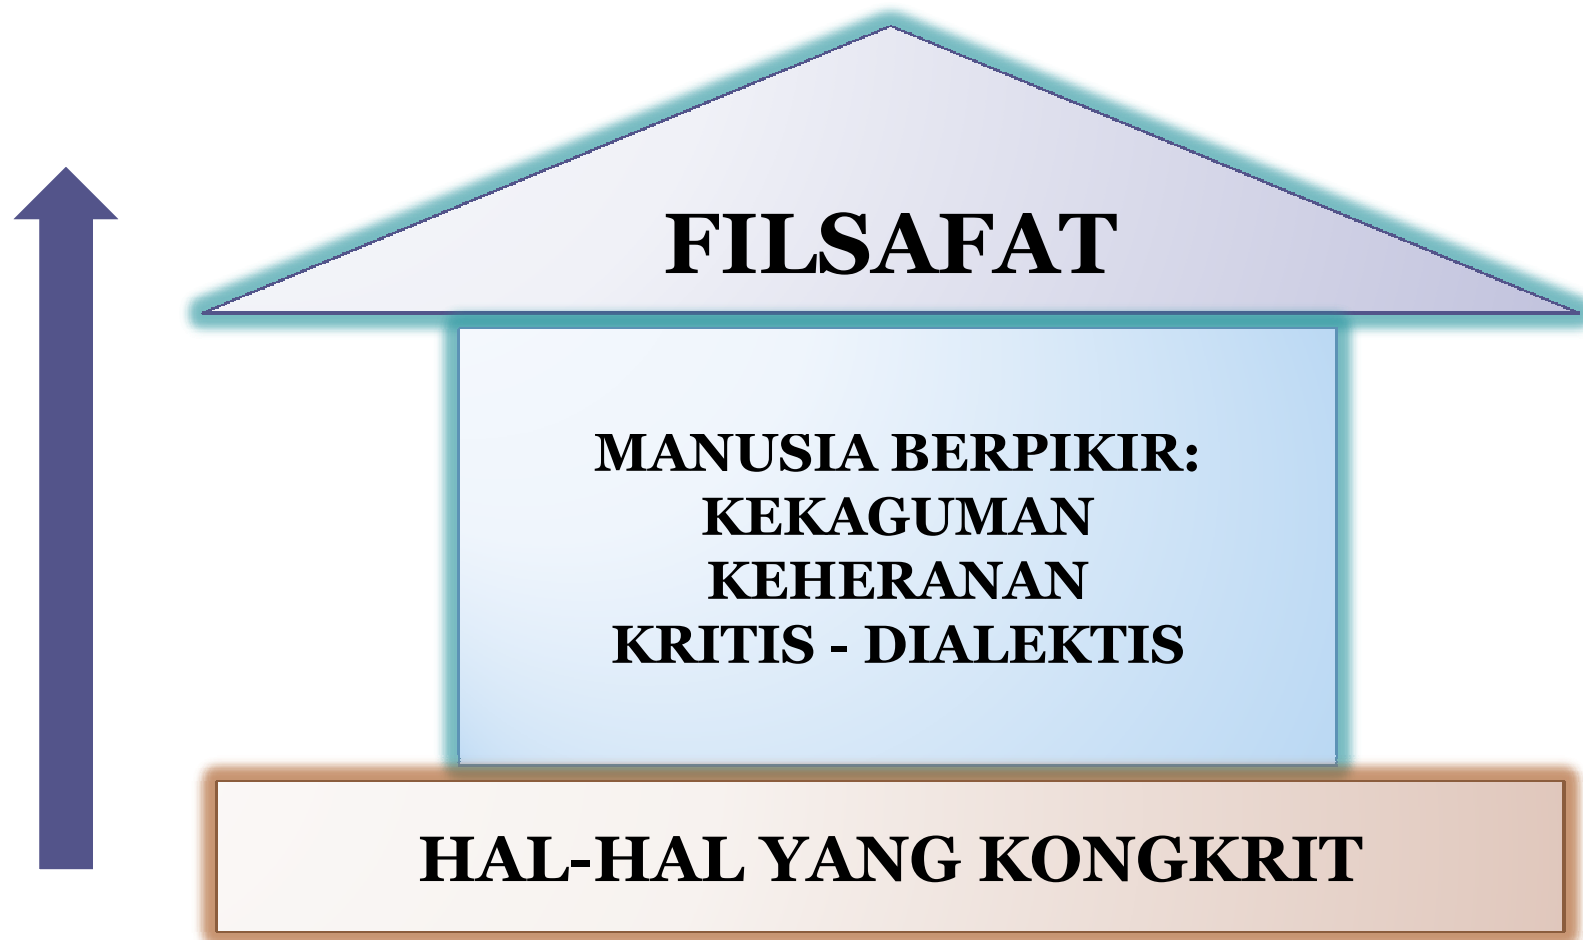 FILSAFAT
MANUSIA BERPIKIR:
KEKAGUMAN
KEHERANAN
KRITIS - DIALEKTIS
HAL-HAL YANG KONGKRIT